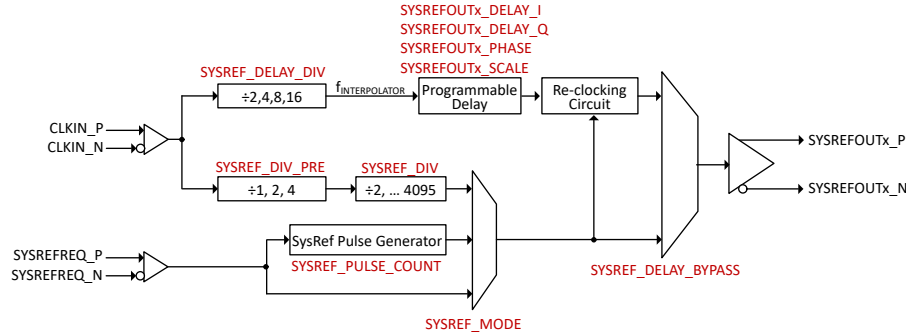 SYSREFOUTx_DELAY_I
SYSREFOUTx_DELAY_Q
SYSREFOUTx_PHASE
SYSREFOUTx_SCALE
SYSREF_DELAY_DIV
÷2,4,8,16
fINTERPOLATOR
Programmable
Delay
Re-clocking
Circuit
CLKIN_P
CLKIN_N
SYSREFOUTx_P
SYSREFOUTx_N
SYSREF_DIV_PRE
SYSREF_DIV
÷1, 2, 4
÷2, … 4095
SysRef Pulse Generator
SYSREF_PULSE_COUNT
SYSREFREQ_P
SYSREFREQ_N
SYSREF_DELAY_BYPASS
SYSREF_MODE